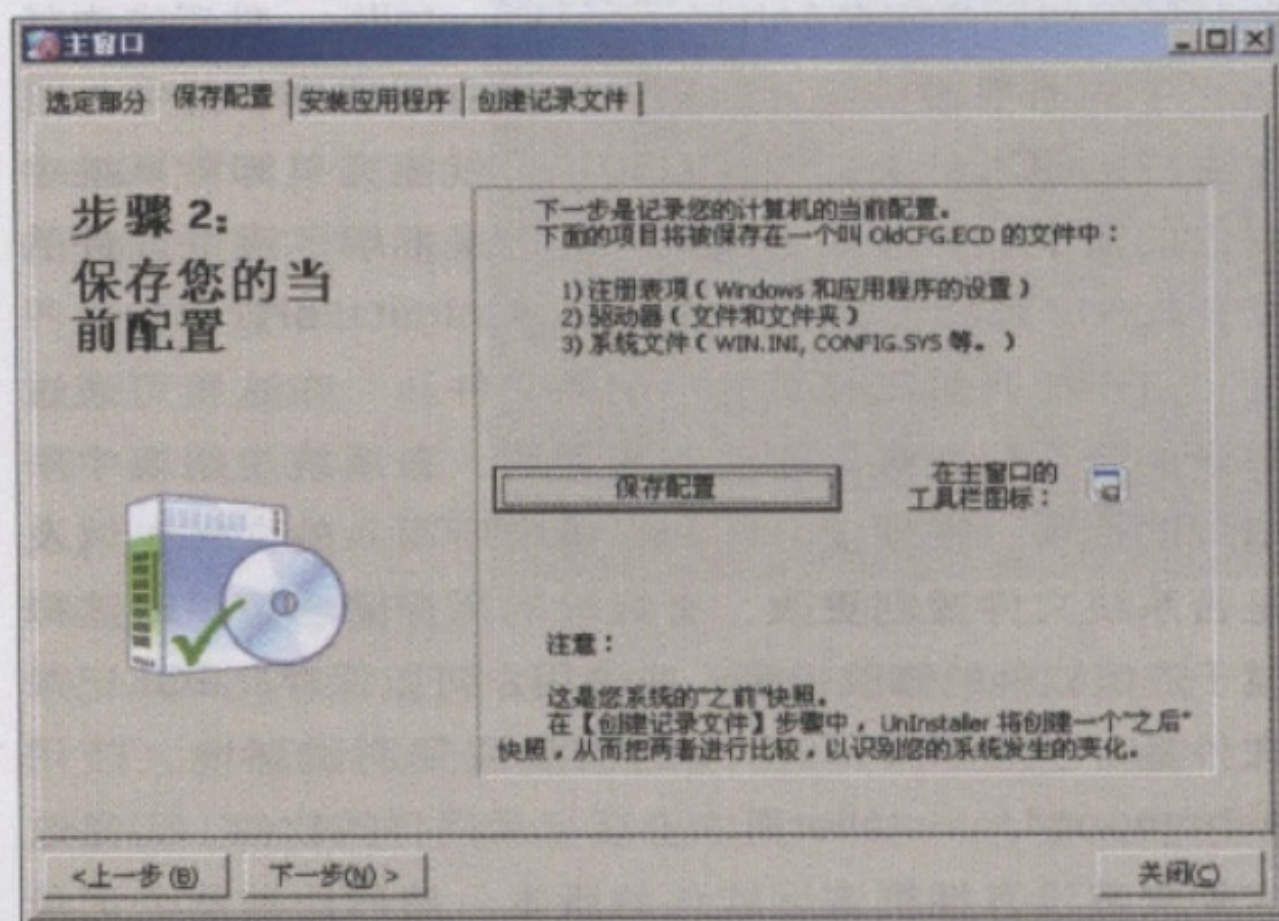 主窗口
选定部分 保存配置 安装应用程序 创建记录文件
步骤 2:
保存您的当
前配置
下一步是记录您的计算机的当前配置。
下面的项目将被保存在一个叫 OldCFG.ECD 的文件中：
1) 注册表项（ Windows 和应用程序的设置 ）
2) 驱动器（ 文件和文件夹 ）
3) 系统文件（ WIN.INI, CONFIG.SYS 等。 ）
保存配置
在主窗口的
工具栏图标：
注意：
这是您系统的"之前"快照。
在【创建记录文件】步骤中，UnInstaller 将创建一个"之后"
快照，从而把两者进行比较，以识别您的系统发生的变化。
<上一步(B) 下一步(N) > 关闭(C)